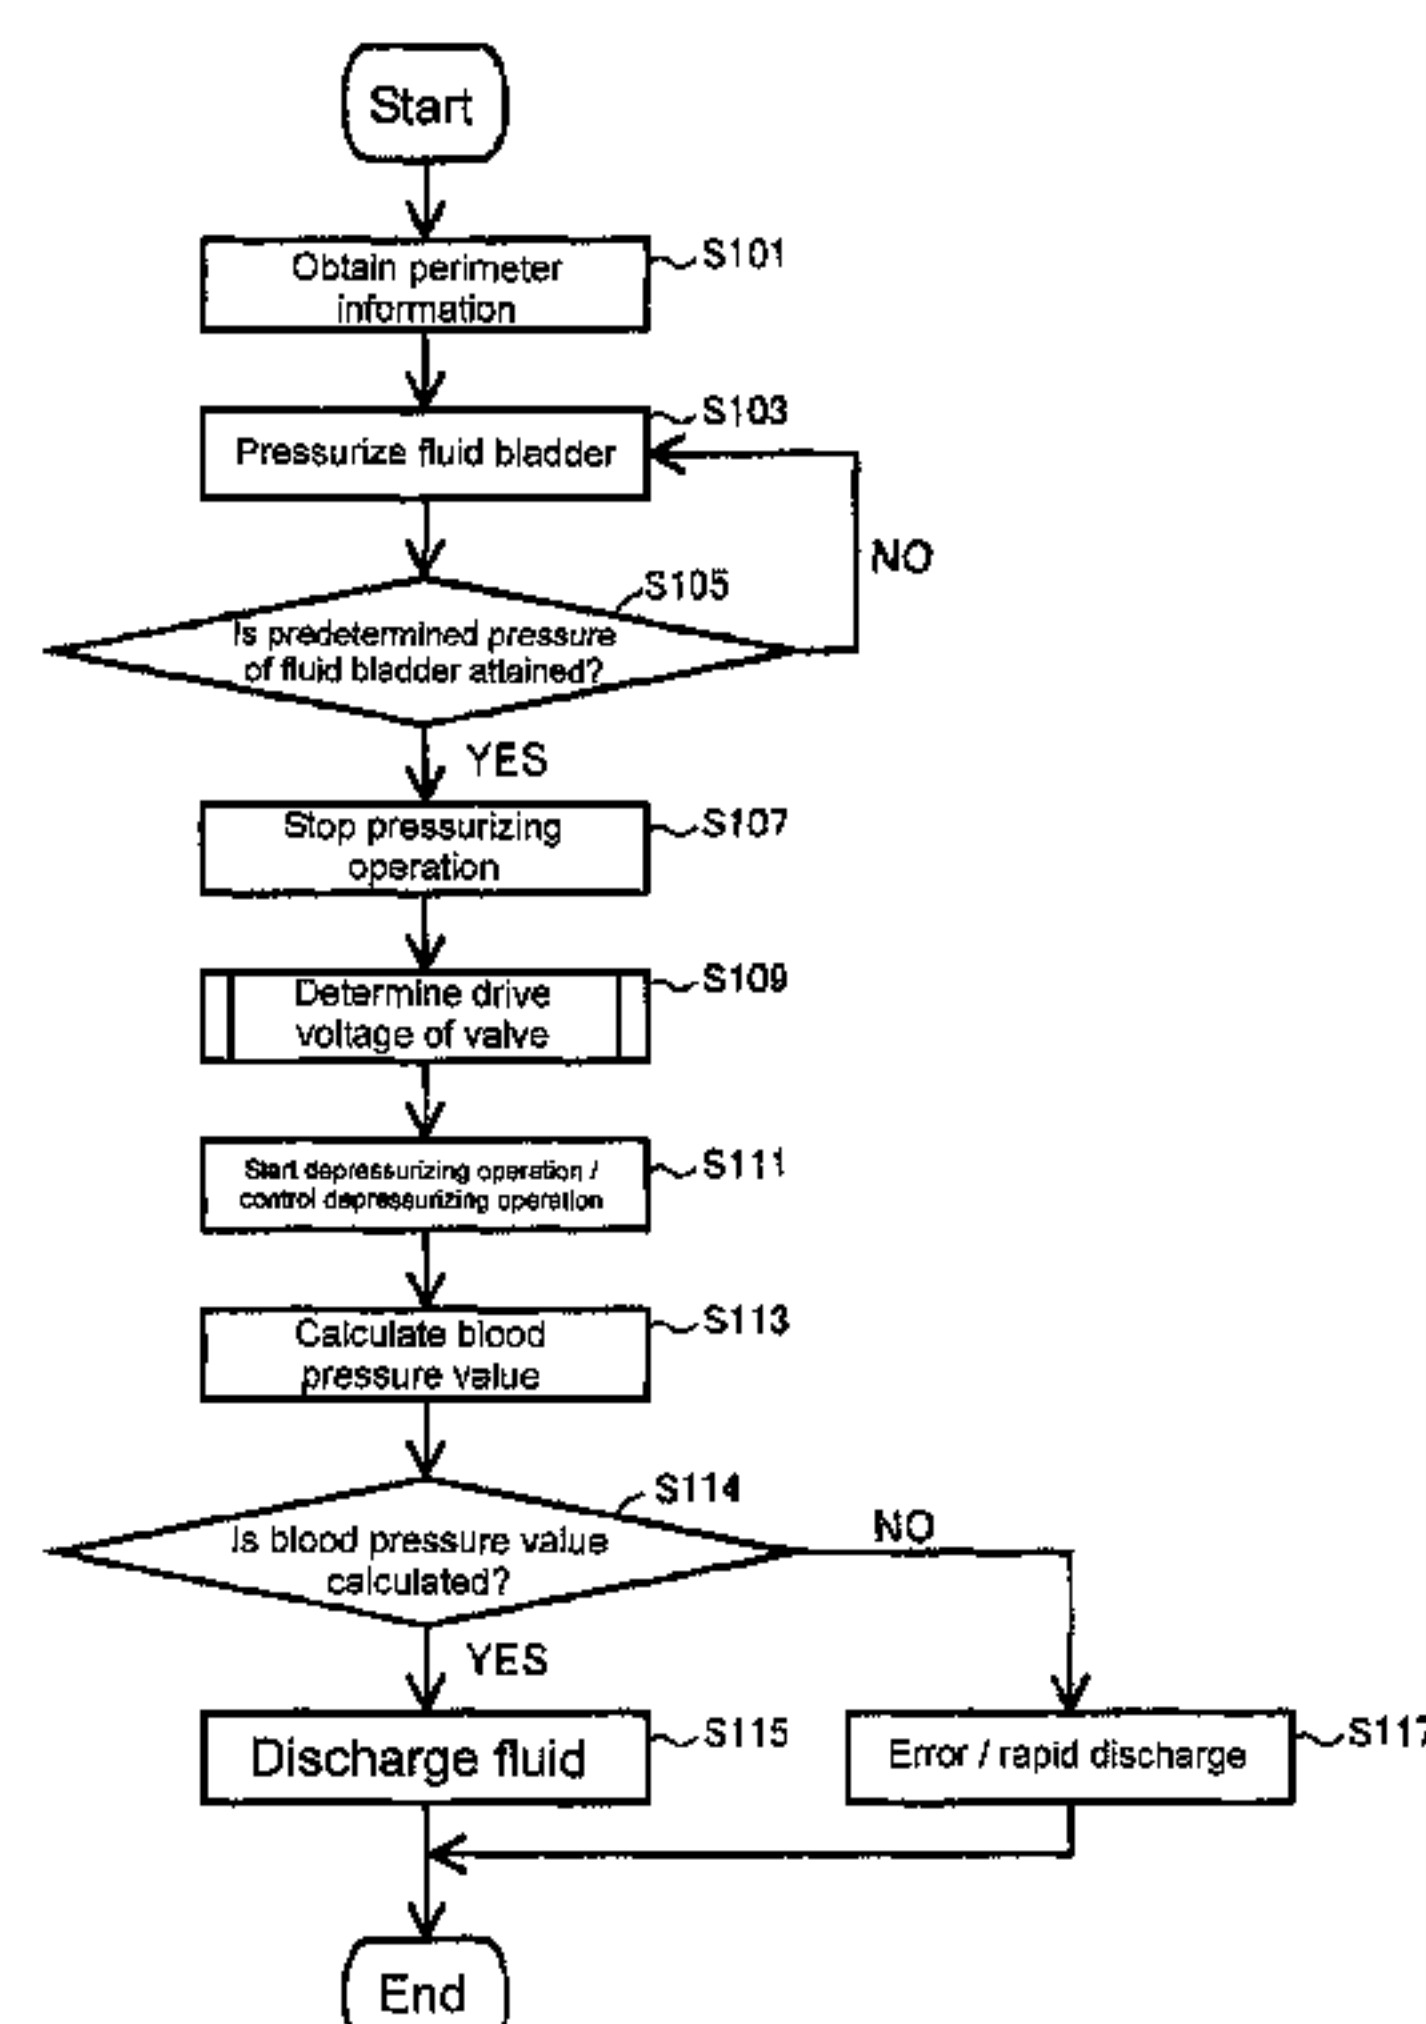 Start
Obtain perimeter
information
S101
Pressurize fluid bladder
S103
NO
S105
Is predetermined pressure
of fluid bladder attained?
YES
Stop pressurizing
operation
S107
Determine drive
voltage of valve
S109
Start depressurizing operation /
control depressurizing operation
S111
Calculate blood
pressure value
S113
S114
Is blood pressure value
calculated?
NO
YES
Discharge fluid
S115
Error / rapid discharge
S117
End